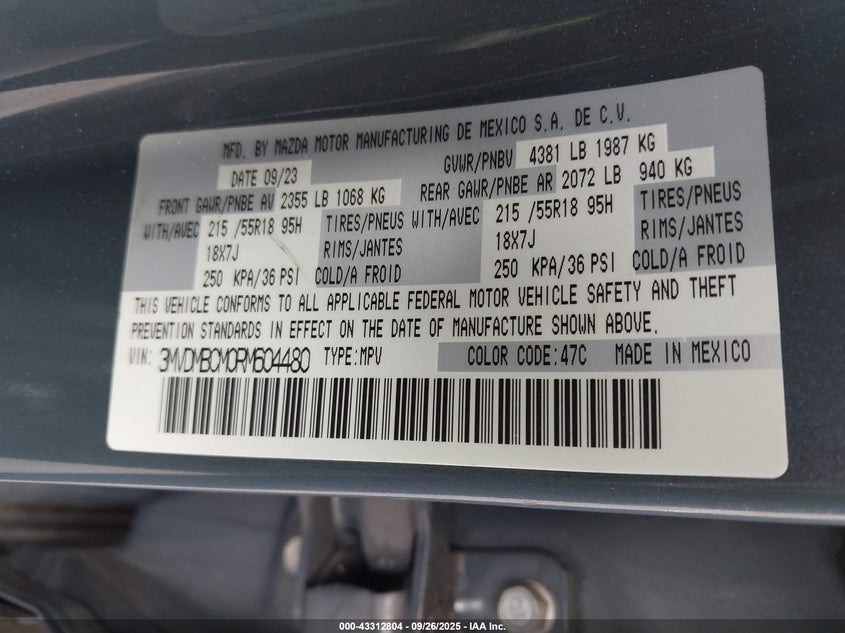 MFD. BY MAZDA MOTOR MANUFACTURING DE MEXICO S.A. DE C.V.
DATE 09/23 GVWR/PNBV 4381 LB 1987 KG
FRONT GAWR/PNBE AV 2355 LB 1068 KG REAR GAWR/PNBE AR 2072 LB 940 KG
WITH/AVEC 215 /55R18 95H TIRES/PNEUS WITH/AVEC 215 /55R18 95H TIRES/PNEUS
18X7J RIMS/JANTES 18X7J RIMS/JANTES
250 KPA/36 PSI COLD/A FROID 250 KPA/36 PSI COLD/A FROID
THIS VEHICLE CONFORMS TO ALL APPLICABLE FEDERAL MOTOR VEHICLE SAFETY AND THEFT
PREVENTION STANDARDS IN EFFECT ON THE DATE OF MANUFACTURE SHOWN ABOVE.
VIN: 3MVDMBCM0RM604480 TYPE:MPV COLOR CODE:47C MADE IN MEXICO
000-43312804 - 09/26/2025 - IAA Inc.